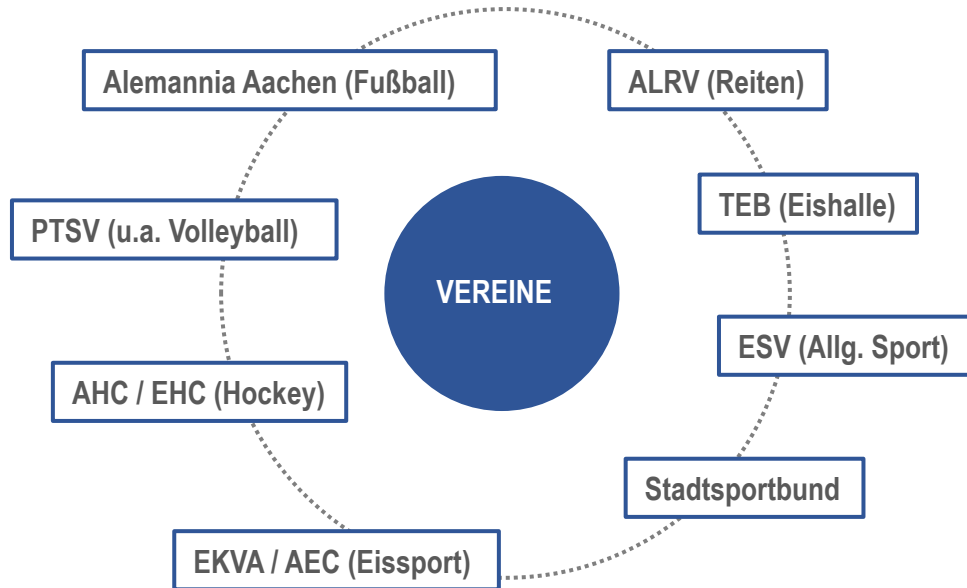 Alemannia Aachen (Fußball)
ALRV (Reiten)
PTSV (u.a. Volleyball)
TEB (Eishalle)
VEREINE
ESV (Allg. Sport)
AHC / EHC (Hockey)
Stadtsportbund
EKVA / AEC (Eissport)